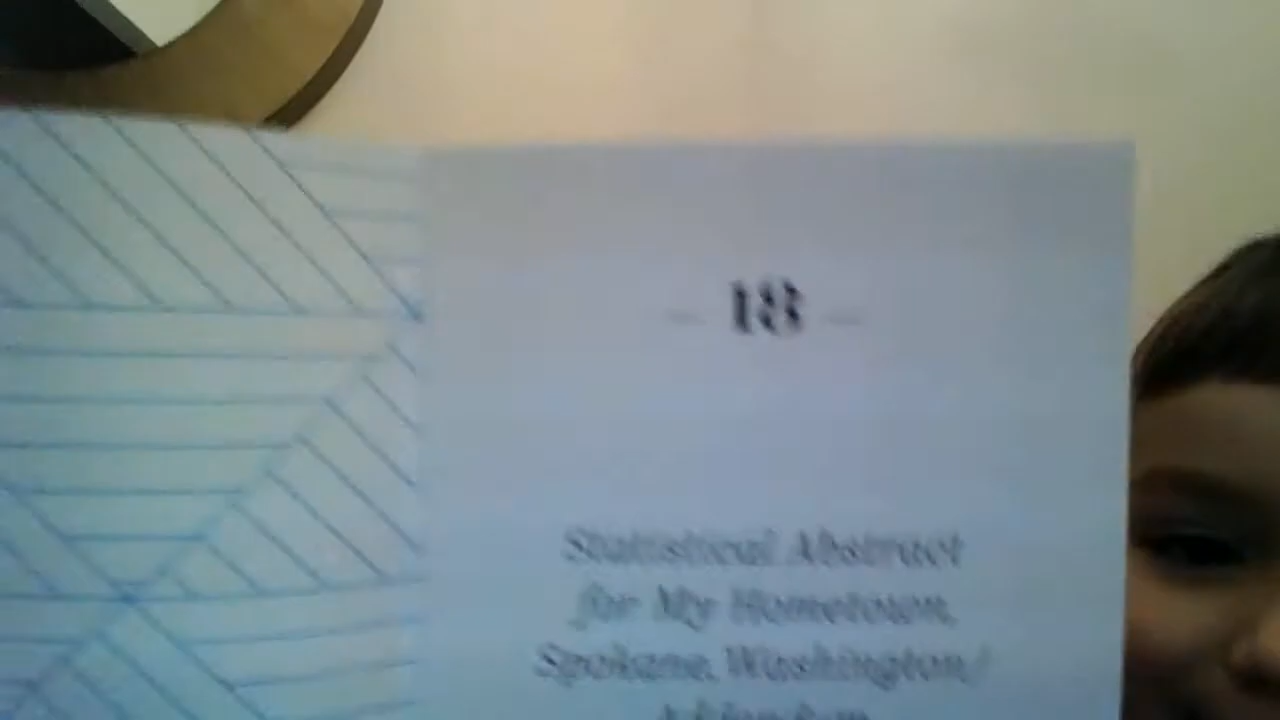 – 18 –
Statistical Abstract
for My Hometown,
Spokane, Washington /